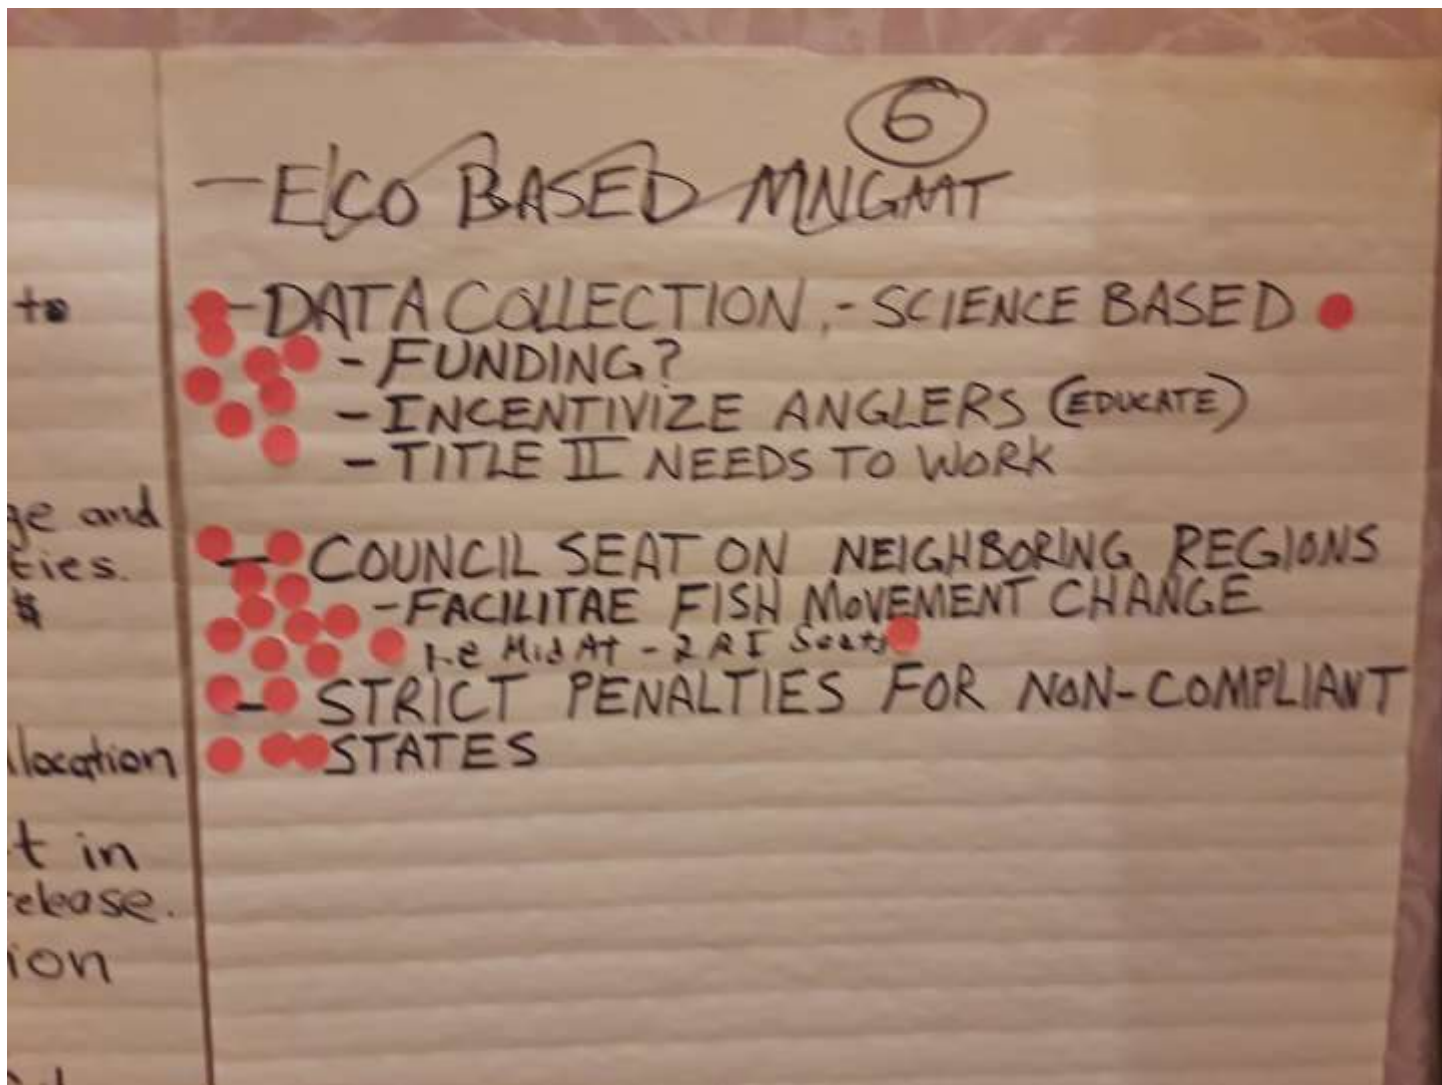 to
ge and
ties.
$
location
t in
elease.
ion
6
- ECO BASED MNGMT
- DATA COLLECTION, - SCIENCE BASED
- FUNDING?
- INCENTIVIZE ANGLERS (EDUCATE)
- TITLE II NEEDS TO WORK
- COUNCIL SEAT ON NEIGHBORING REGIONS
- FACILITAE FISH MOVEMENT CHANGE
i.e Mid At - 2 RI Seats
- STRICT PENALTIES FOR NON-COMPLIANT
STATES